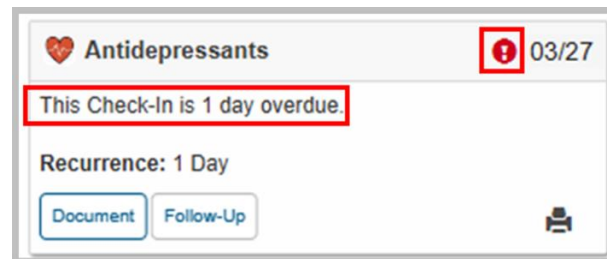 Antidepressants 03/27
This Check-In is 1 day overdue.
Recurrence: 1 Day
Document Follow-Up